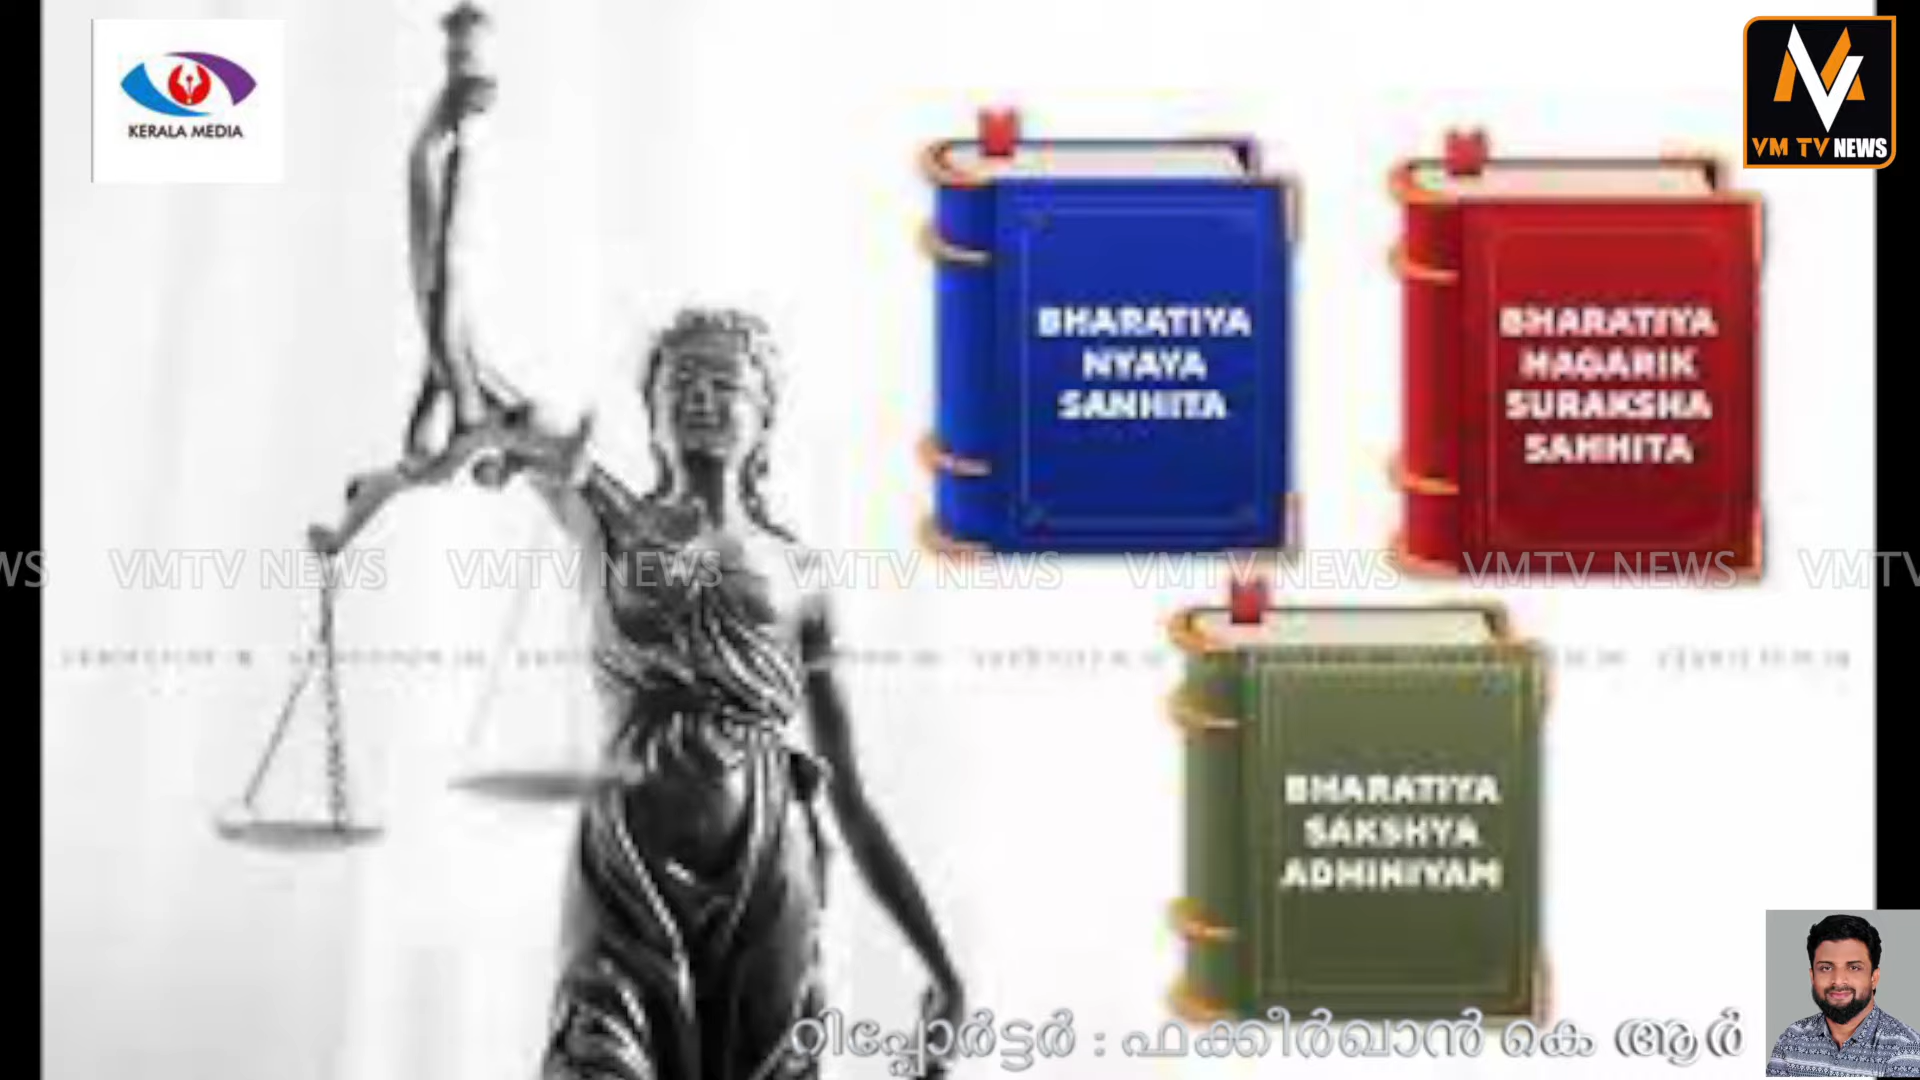 KERALA MEDIA
VM TV NEWS
BHARATIYA
NYAYA
SANHITA
BHARATIYA
NAGARIK
SURAKSHA
SANHITA
VMTV NEWS VMTV NEWS VMTV NEWS VMTV NEWS VMTV NEWS
BHARATIYA
SAKSHYA
ADHINIYAM
റിപ്പോർട്ടർ : ഫക്കീർഖാൻ കെ ആർ